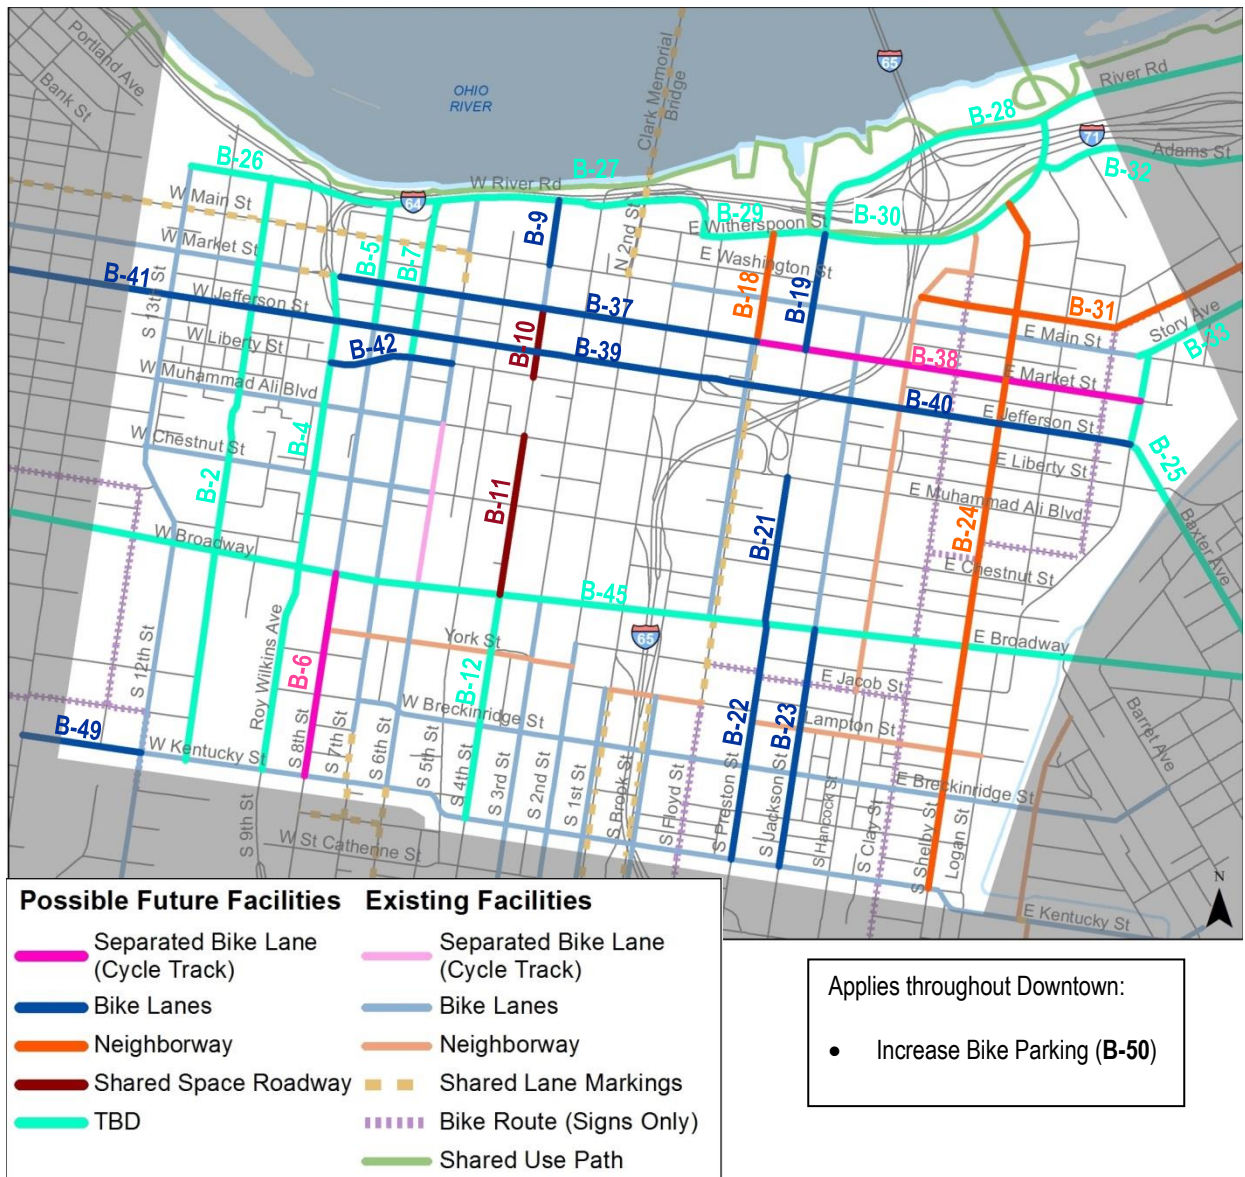 Portland Ave
Bank St
OHIO
RIVER
Clark Memorial
Bridge
65
River Rd
B-28
71
Adams St
B-32
B-26
B-27
W River Rd
64
W Main St
B-9
N 2nd St
B-29
E Witherspoon St
B-30
W Market St
B-5
B-7
E Washington St
B-41
S 13th St
W Jefferson St
B-37
B-18
B-19
B-31
E Main St
Story Ave
B-33
W Liberty St
B-42
B-10
B-39
B-38
E Market St
W Muhammad Ali Blvd
B-40
E Jefferson St
W Chestnut St
B-4
B-2
E Liberty St
B-25
B-11
E Muhammad Ali Blvd
B-21
B-24
Baxter Ave
W Broadway
E Chestnut St
B-45
65
E Broadway
York St
Roy Wilkins Ave
B-6
B-12
E Jacob St
S 12th St
W Breckinridge St
B-22
B-23
Lampton St
Barret Ave
B-49
W Kentucky St
S 8th St
S 7th St
S 6th St
S 5th St
S 4th St
S 3rd St
S 2nd St
S 1st St
S Brook St
S Floyd St
S Preston St
S Jackson St
S Hancock St
S Clay St
S Shelby St
Logan St
E Breckinridge St
S 9th St
W St Catherine St
E Kentucky St
N
Possible Future Facilities
Separated Bike Lane
(Cycle Track)
Bike Lanes
Neighborway
Shared Space Roadway
TBD
Existing Facilities
Separated Bike Lane
(Cycle Track)
Bike Lanes
Neighborway
Shared Lane Markings
Bike Route (Signs Only)
Shared Use Path
Applies throughout Downtown:
• Increase Bike Parking (B-50)